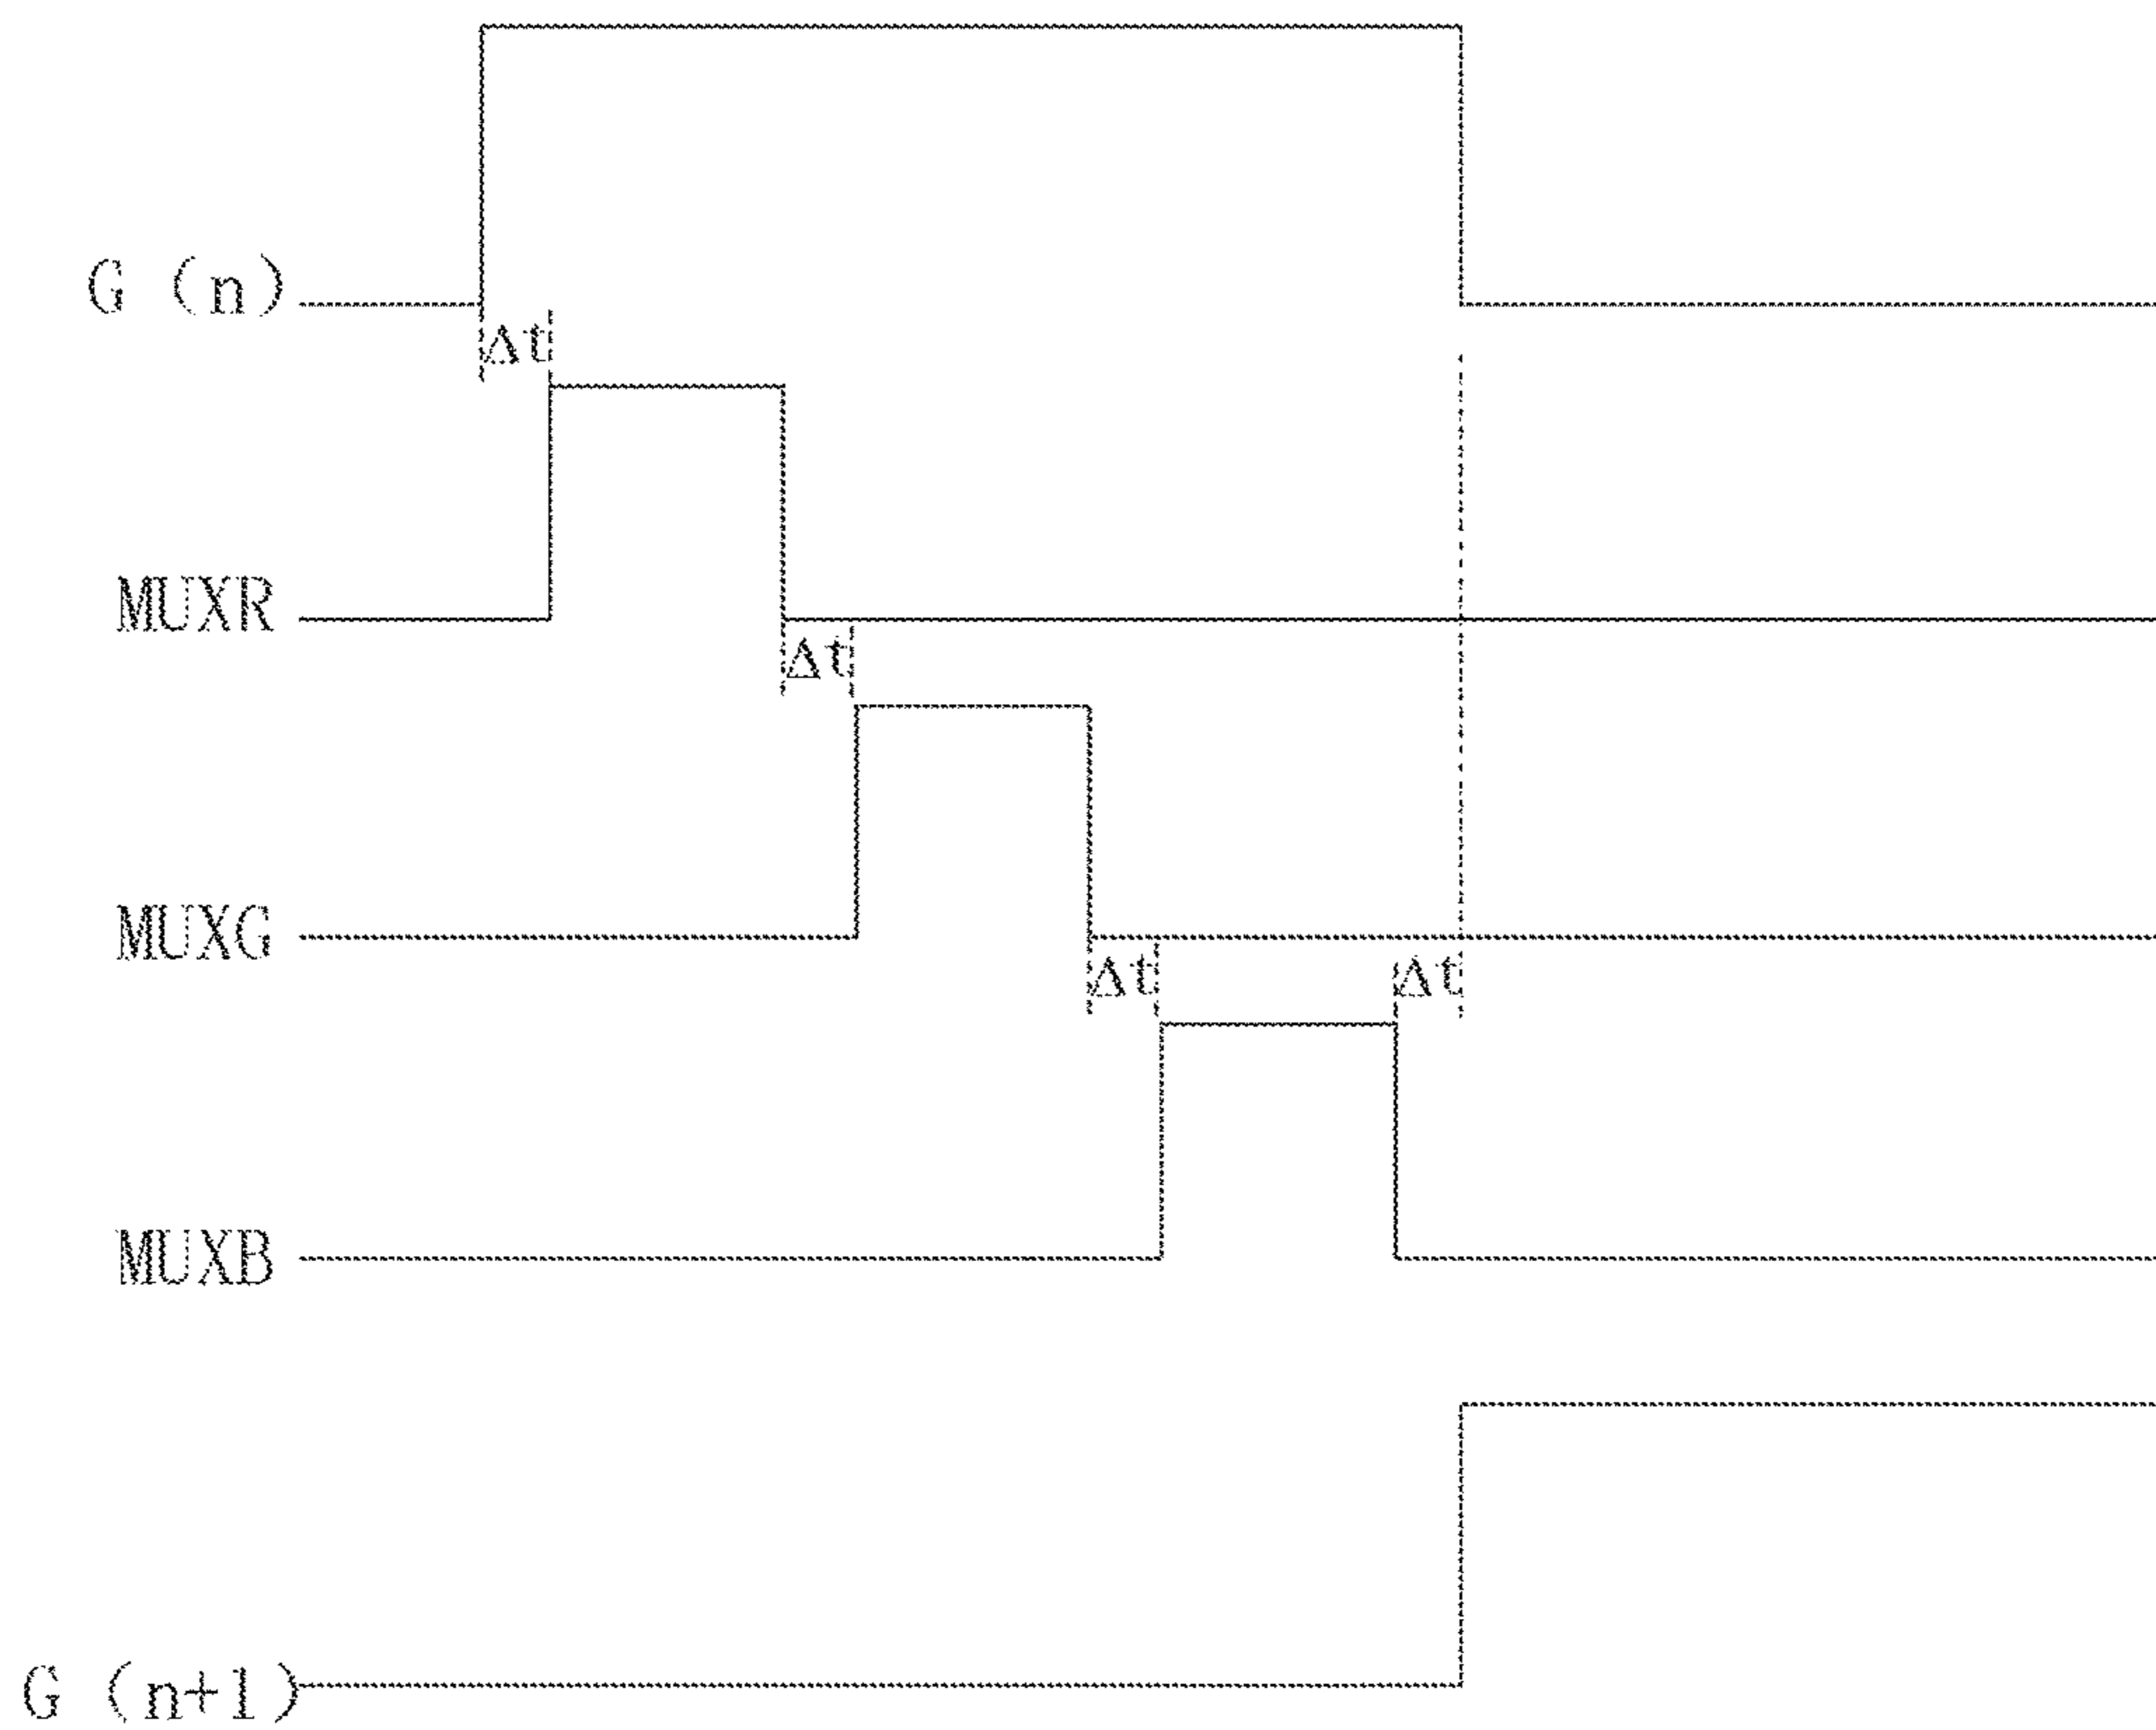 G (n)
Δt
MUXR
Δt
MUXG
Δt Δt
MUXB
G (n+1)